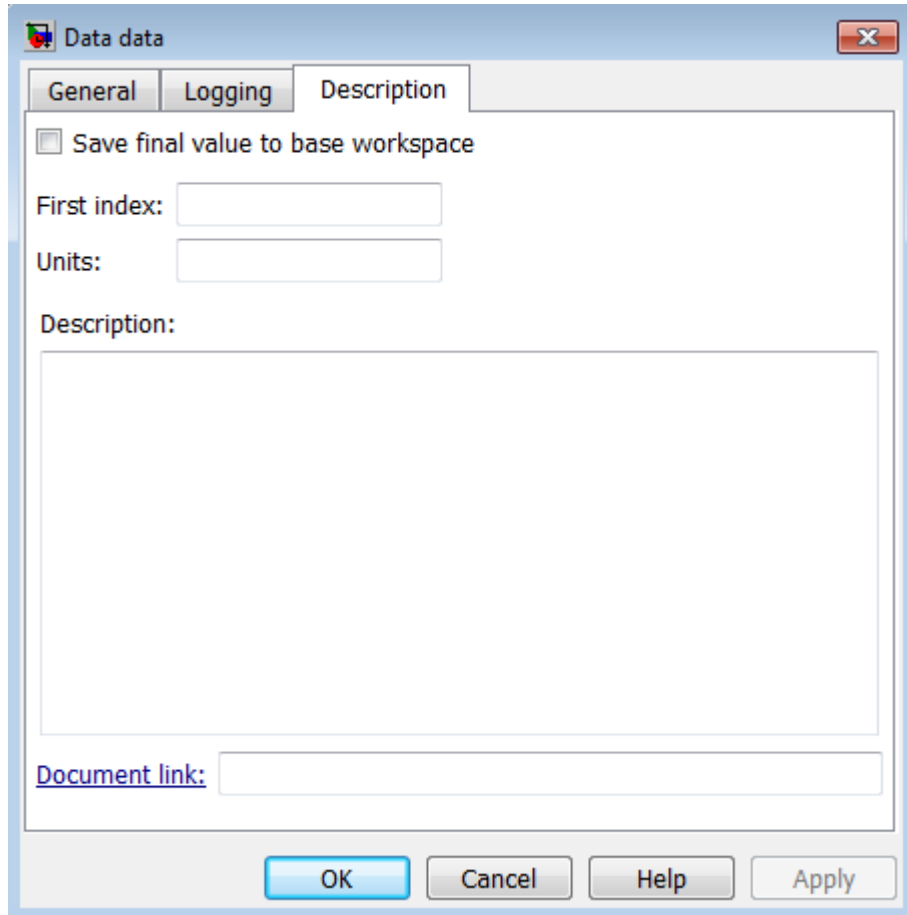 Data data
General Logging Description
Save final value to base workspace
First index:
Units:
Description:
Document link:
OK Cancel Help Apply